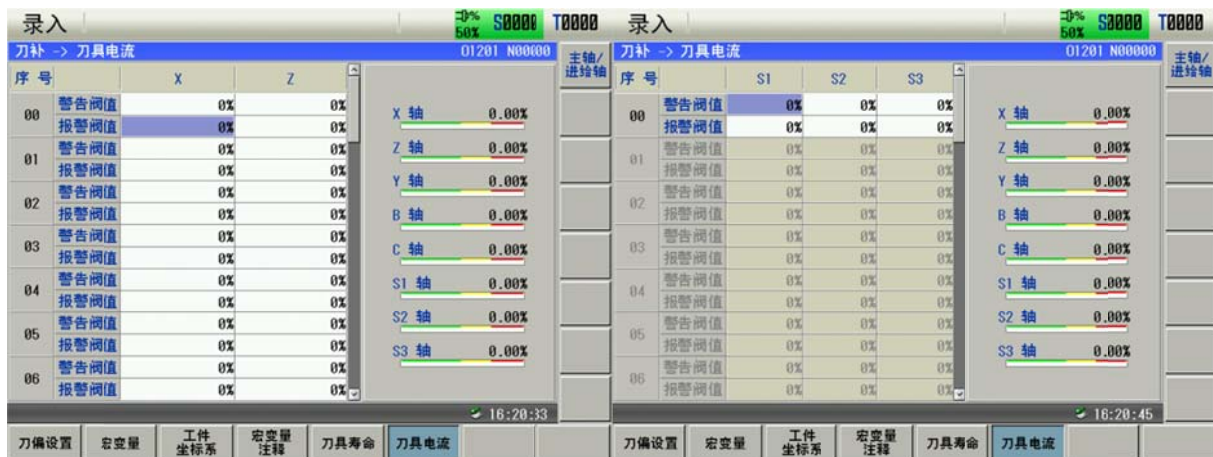 录入
50% S0000 T0000
刀补 -> 刀具电流 O1201 N00000
主轴/
进给轴
序 号 X Z
00 警告阀值 0% 0%
报警阀值 0% 0%
01 警告阀值 0% 0%
报警阀值 0% 0%
02 警告阀值 0% 0%
报警阀值 0% 0%
03 警告阀值 0% 0%
报警阀值 0% 0%
04 警告阀值 0% 0%
报警阀值 0% 0%
05 警告阀值 0% 0%
报警阀值 0% 0%
06 警告阀值 0% 0%
报警阀值 0% 0%
X 轴 0.00%
Z 轴 0.00%
Y 轴 0.00%
B 轴 0.00%
C 轴 0.00%
S1 轴 0.00%
S2 轴 0.00%
S3 轴 0.00%
16:20:33
刀偏设置 宏变量 工件坐标系 宏变量注释 刀具寿命 刀具电流
录入
50% S0000 T0000
刀补 -> 刀具电流 O1201 N00000
主轴/
进给轴
序 号 S1 S2 S3
00 警告阀值 0% 0% 0%
报警阀值 0% 0% 0%
01 警告阀值 0% 0% 0%
报警阀值 0% 0% 0%
02 警告阀值 0% 0% 0%
报警阀值 0% 0% 0%
03 警告阀值 0% 0% 0%
报警阀值 0% 0% 0%
04 警告阀值 0% 0% 0%
报警阀值 0% 0% 0%
05 警告阀值 0% 0% 0%
报警阀值 0% 0% 0%
06 警告阀值 0% 0% 0%
报警阀值 0% 0% 0%
X 轴 0.00%
Z 轴 0.00%
Y 轴 0.00%
B 轴 0.00%
C 轴 0.00%
S1 轴 0.00%
S2 轴 0.00%
S3 轴 0.00%
16:20:45
刀偏设置 宏变量 工件坐标系 宏变量注释 刀具寿命 刀具电流